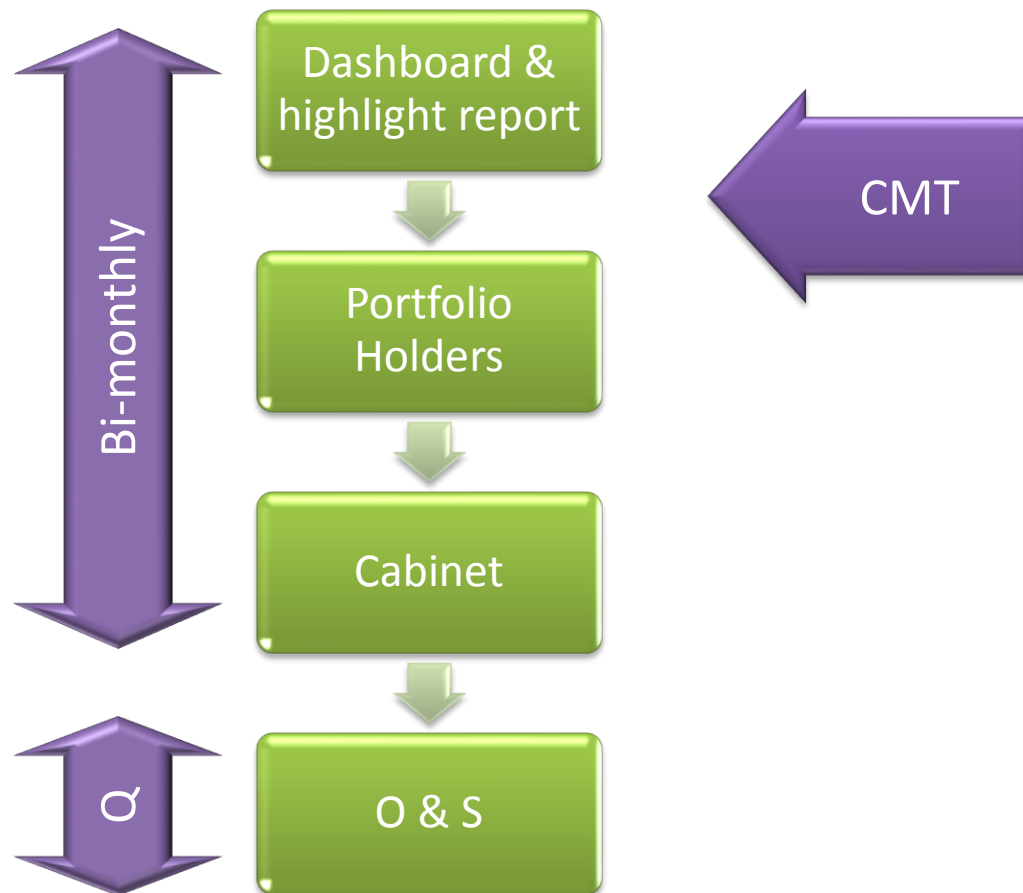 Dashboard &
highlight report
CMT
Bi-monthly
Portfolio
Holders
Cabinet
Q
O & S